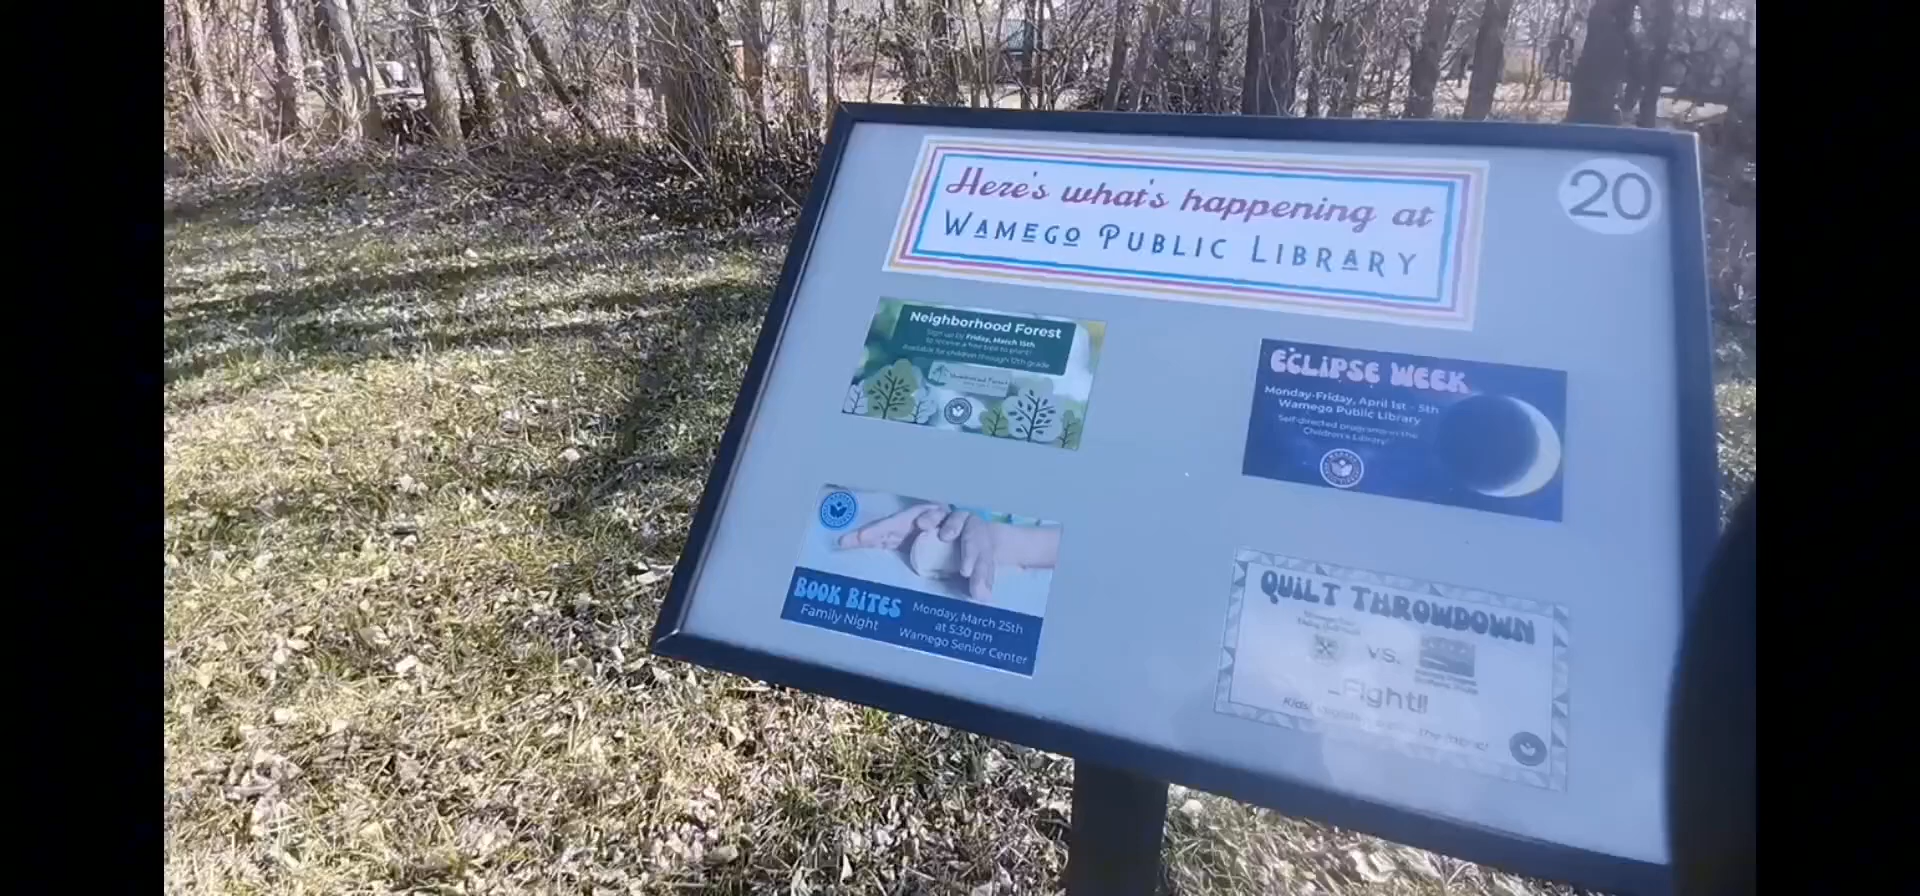 Here's what's happening at
WAMEGO PUBLIC LIBRARY
20
Neighborhood Forest
Sign up by Friday, March 15th
to receive a free tree to plant!
Available for children through 12th grade
Neighborhood Forest
ECLIPSE WEEK
Monday-Friday, April 1st - 5th
Wamego Public Library
Self-directed programs in the
Children's Library!
BOOK BITES
Family Night
Monday, March 25th
at 5:30 pm
Wamego Senior Center
QUILT THROWDOWN
VS.
Fight!!
Kids!